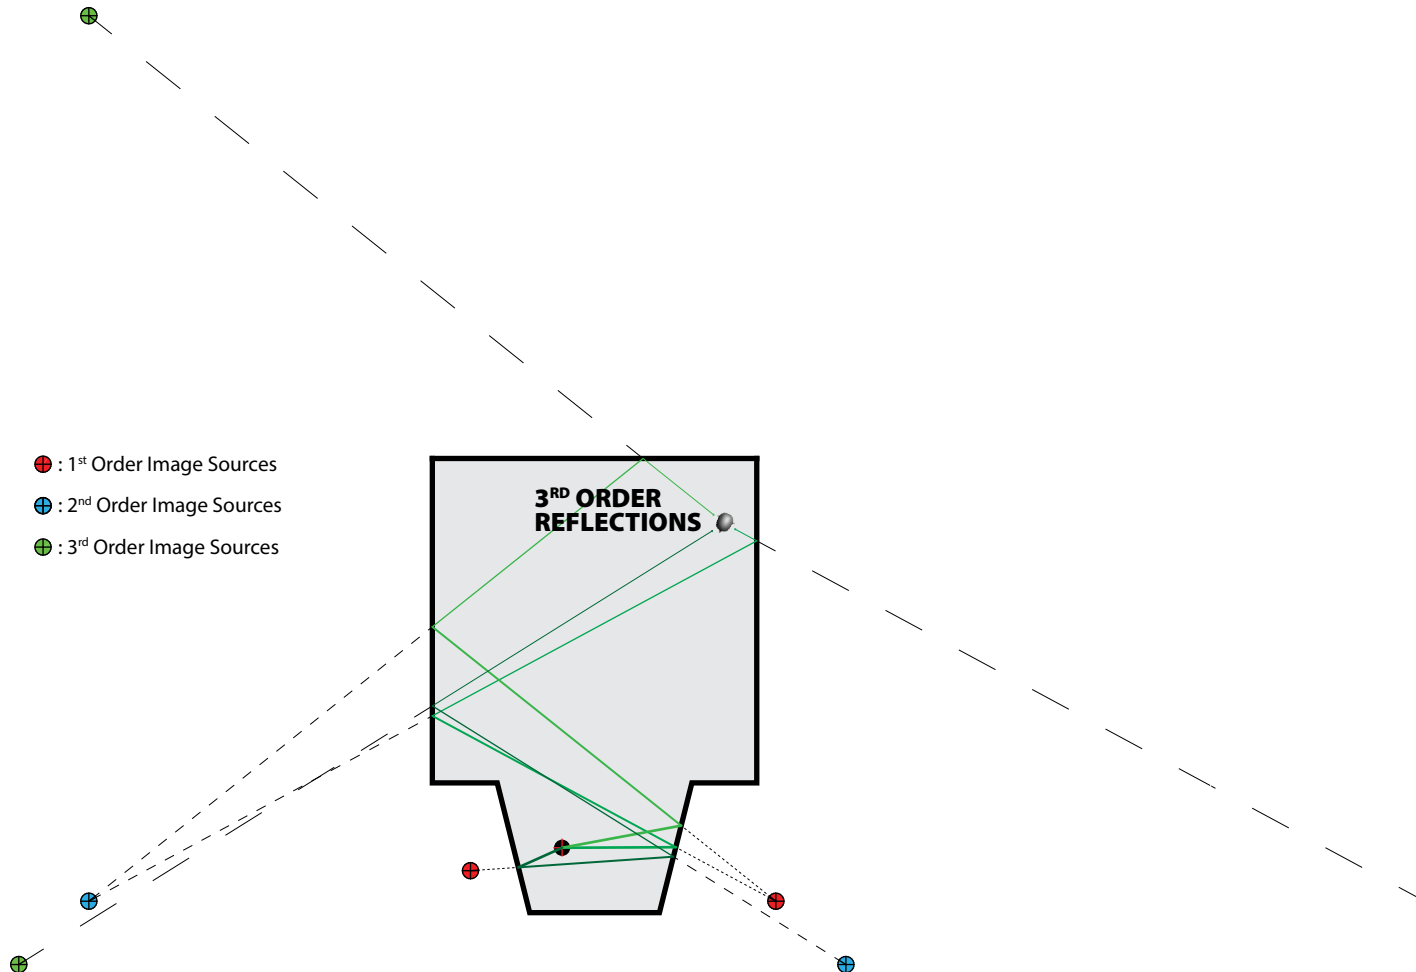 : 1st Order Image Sources
: 2nd Order Image Sources
: 3rd Order Image Sources
3RD ORDER
REFLECTIONS